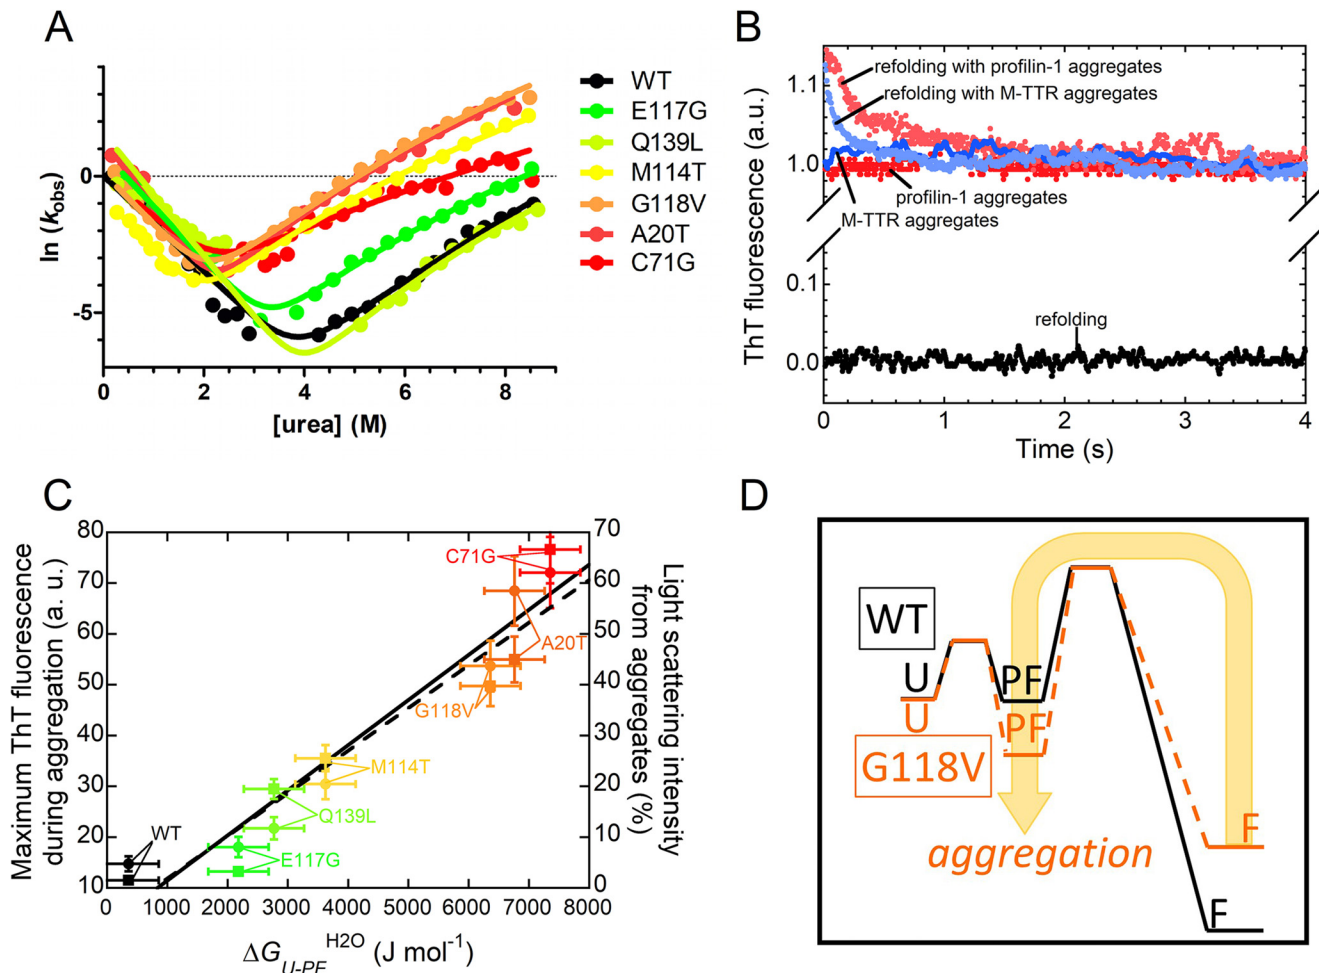 A
ln (kobs)
0
-5
0
2
4
6
8
[urea] (M)
WT
E117G
Q139L
M114T
G118V
A20T
C71G
B
ThT fluorescence (a.u.)
1.1
1.0
0.1
0.0
refolding with profilin-1 aggregates
refolding with M-TTR aggregates
profilin-1 aggregates
M-TTR aggregates
refolding
0
1
2
3
4
Time (s)
C
Maximum ThT fluorescence
during aggregation (a. u.)
80
70
60
50
40
30
20
10
C71G
A20T
G118V
M114T
Q139L
WT
E117G
70
60
50
40
30
20
10
0
Light scattering intensity
from aggregates (%)
0
1000
2000
3000
4000
5000
6000
7000
8000
ΔG U-PF H2O (J mol-1)
D
WT
U
PF
U
PF
G118V
F
aggregation
F